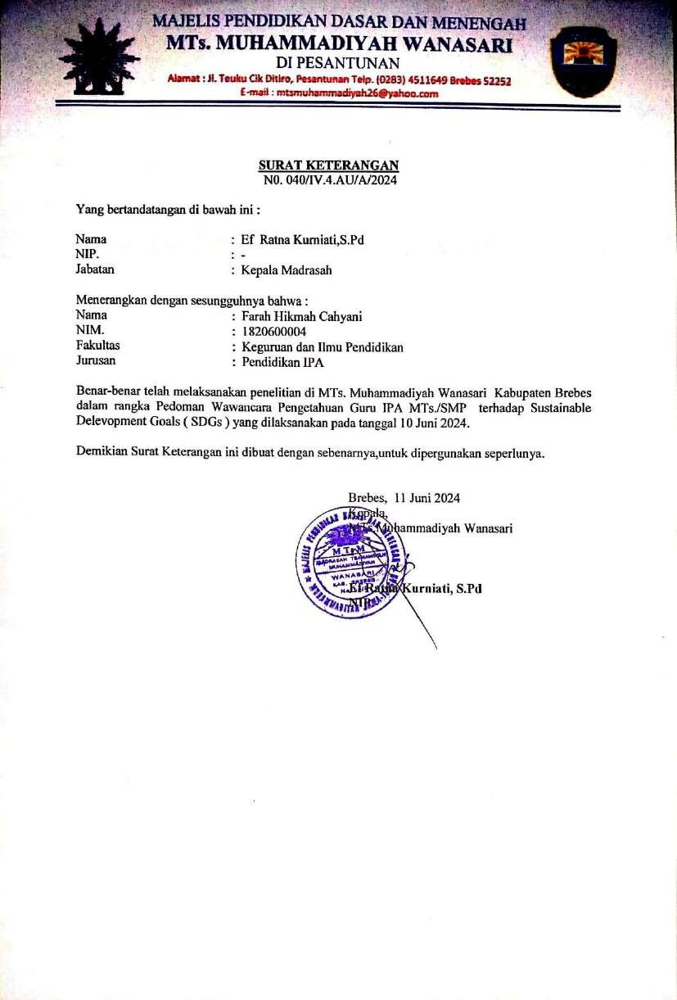 MAJELIS PENDIDIKAN DASAR DAN MENENGAH
MTs. MUHAMMADIYAH WANASARI
DI PESANTUNAN
Alamat : Jl. Teuku Cik Ditiro, Pesantunan Telp. (0283) 4511649 Brebes 52252
E-mail : mtsmuhammadiyah26@yahoo.com
SURAT KETERANGAN
N0. 040/IV.4.AU/A/2024
Yang bertandatangan di bawah ini :
Nama : Ef Ratna Kurniati,S.Pd
NIP. : -
Jabatan : Kepala Madrasah
Menerangkan dengan sesungguhnya bahwa :
Nama : Farah Hikmah Cahyani
NIM. : 1820600004
Fakultas : Keguruan dan Ilmu Pendidikan
Jurusan : Pendidikan IPA
Benar-benar telah melaksanakan penelitian di MTs. Muhammadiyah Wanasari Kabupaten Brebes
dalam rangka Pedoman Wawancara Pengetahuan Guru IPA MTs./SMP terhadap Sustainable
Delevopment Goals ( SDGs ) yang dilaksanakan pada tanggal 10 Juni 2024.
Demikian Surat Keterangan ini dibuat dengan sebenarnya,untuk dipergunakan seperlunya.
Brebes, 11 Juni 2024
Kepala,
MTs.Muhammadiyah Wanasari
MAJELIS PENDIDIKAN DASAR DAN MENENGAH
MTsM
MADRASAH TSANAWIYAH
MUHAMMADIYAH
WANASARI
KAB. BREBES
Ef Ratna Kurniati, S.Pd
NIP.